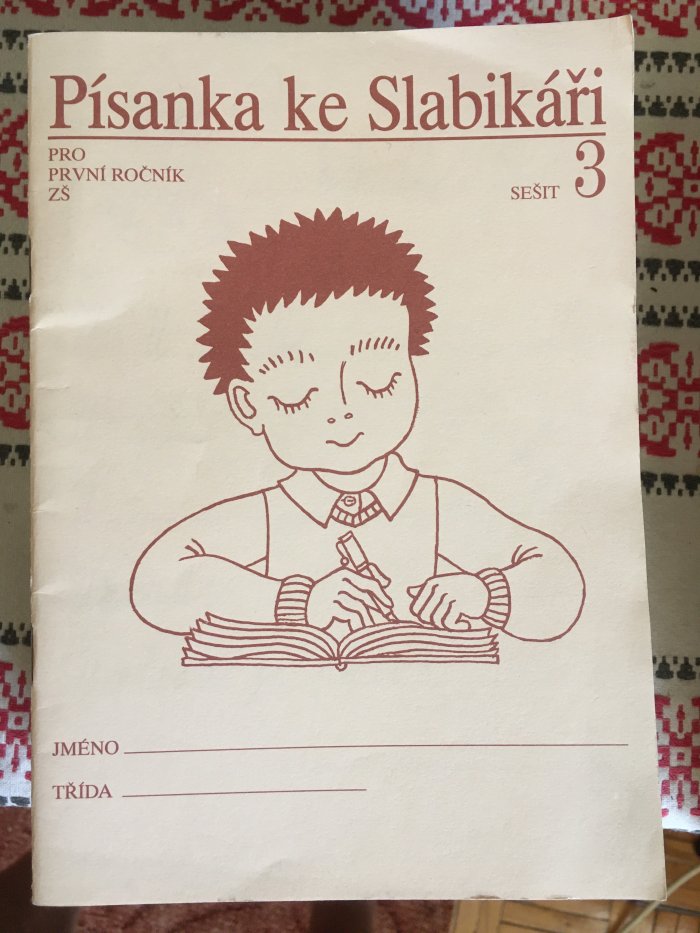 Písanka ke Slabikáři
PRO
PRVNÍ ROČNÍK
ZŠ
SEŠIT 3
JMÉNO
TŘÍDA